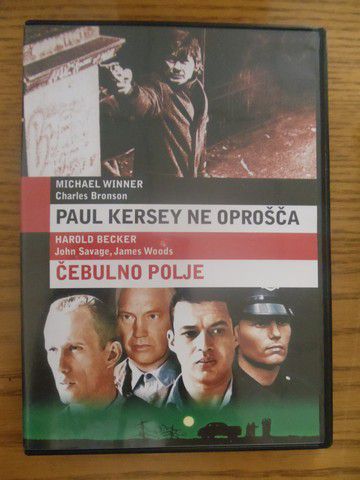 MICHAEL WINNER
Charles Bronson
PAUL KERSEY NE OPROŠČA
HAROLD BECKER
John Savage, James Woods
ČEBULNO POLJE